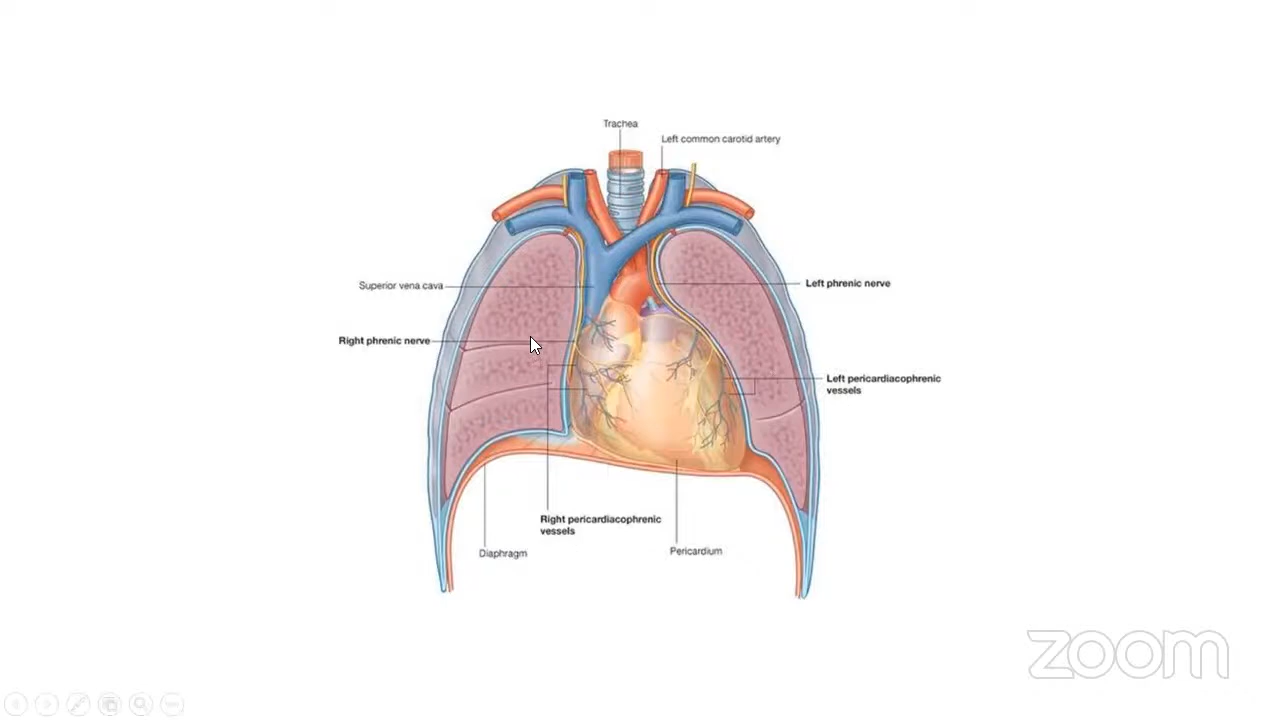 Trachea
Left common carotid artery
Superior vena cava
Left phrenic nerve
Right phrenic nerve
Left pericardiacophrenic
vessels
Right pericardiacophrenic
vessels
Diaphragm
Pericardium
zoom